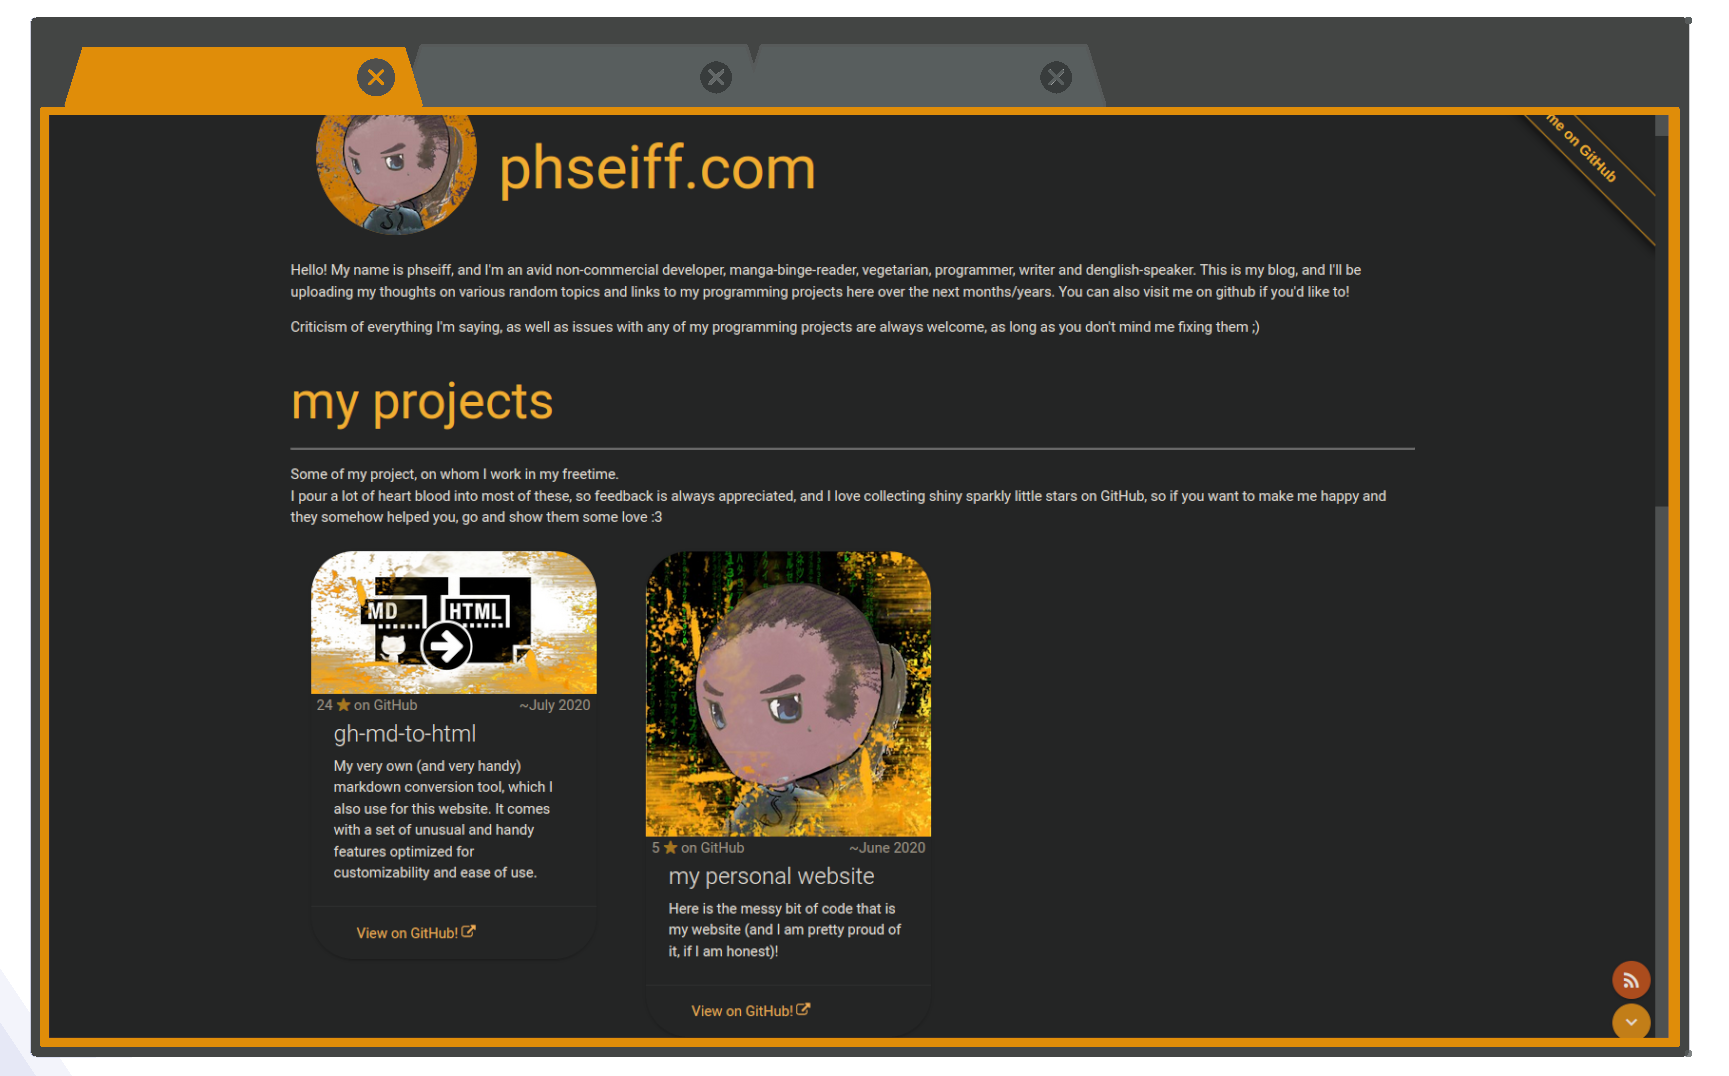 me on GitHub
phseiff.com
Hello! My name is phseiff, and I'm an avid non-commercial developer, manga-binge-reader, vegetarian, programmer, writer and denglish-speaker. This is my blog, and I'll be
uploading my thoughts on various random topics and links to my programming projects here over the next months/years. You can also visit me on github if you'd like to!
Criticism of everything I'm saying, as well as issues with any of my programming projects are always welcome, as long as you don't mind me fixing them ;)
my projects
Some of my project, on whom I work in my freetime.
I pour a lot of heart blood into most of these, so feedback is always appreciated, and I love collecting shiny sparkly little stars on GitHub, so if you want to make me happy and
they somehow helped you, go and show them some love :3
MD HTML
24 ★ on GitHub ~July 2020
gh-md-to-html
My very own (and very handy)
markdown conversion tool, which I
also use for this website. It comes
with a set of unusual and handy
features optimized for
customizability and ease of use.
View on GitHub!
5 ★ on GitHub ~June 2020
my personal website
Here is the messy bit of code that is
my website (and I am pretty proud of
it, if I am honest)!
View on GitHub!